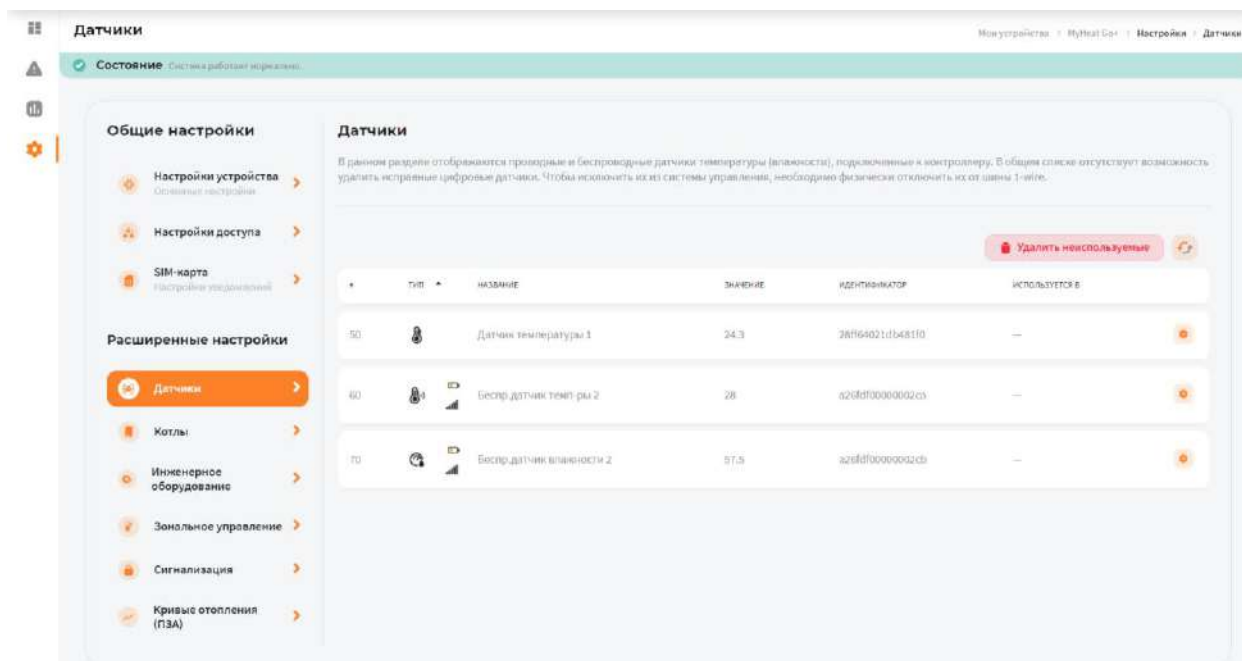 Датчики
Мои устройства / MyHeat Go+ / Настройки / Датчики
Состояние Система работает нормально.
Общие настройки
Настройки устройства
Основные настройки
Настройки доступа
SIM-карта
Настройки уведомлений
Расширенные настройки
Датчики
Котлы
Инженерное
оборудование
Зональное управление
Сигнализация
Кривые отопления
(ПЗА)
Датчики
В данном разделе отображаются проводные и беспроводные датчики температуры (влажности), подключенные к контроллеру. В общем списке отсутствует возможность
удалить исправные цифровые датчики. Чтобы исключить их из системы управления, необходимо физически отключить их от шины 1-wire.
Удалить неиспользуемые
ТИП НАЗВАНИЕ ЗНАЧЕНИЕ ИДЕНТИФИКАТОР ИСПОЛЬЗУЕТСЯ В
50 Датчик температуры 1 24.3 28ff64021db481f0 —
60 Беспр.датчик темп-ры 2 28 —
70 Беспр.датчик влажности 2 57.5 a26fdf00000002cb —